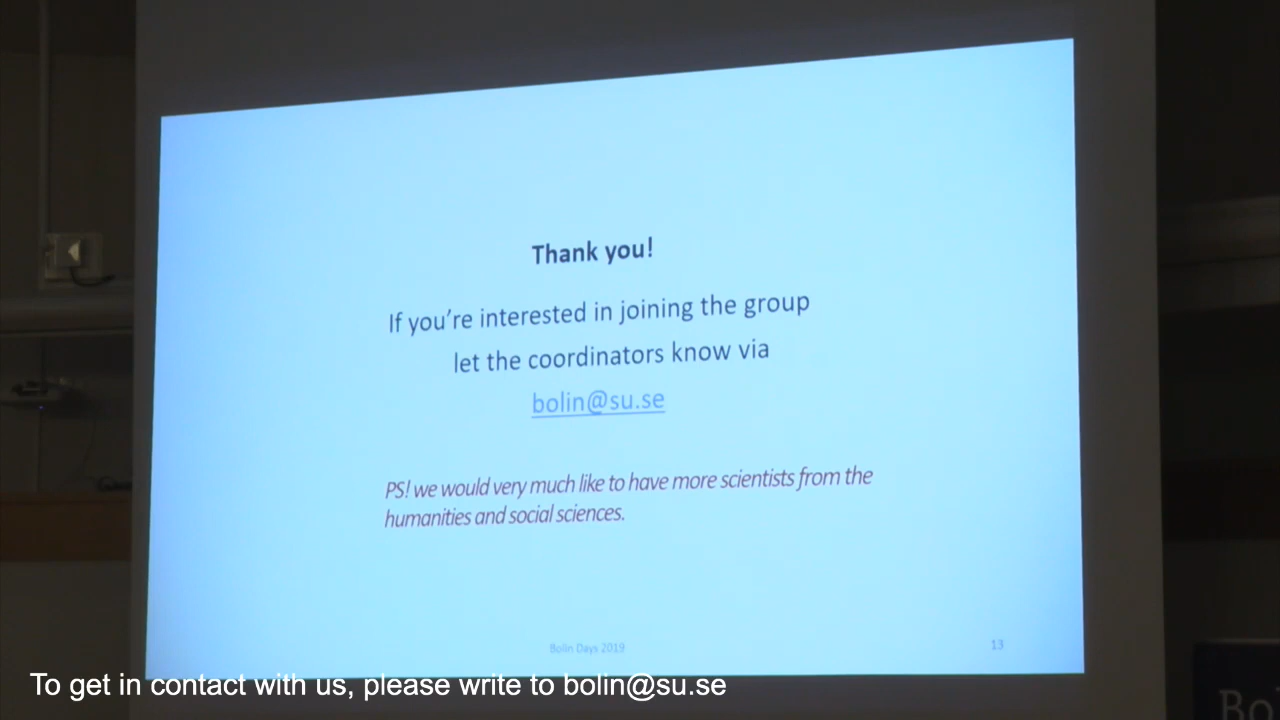 Thank you!
If you're interested in joining the group
let the coordinators know via
bolin@su.se
PS! we would very much like to have more scientists from the
humanities and social sciences.
Bolin Days 2019
13
To get in contact with us, please write to bolin@su.se